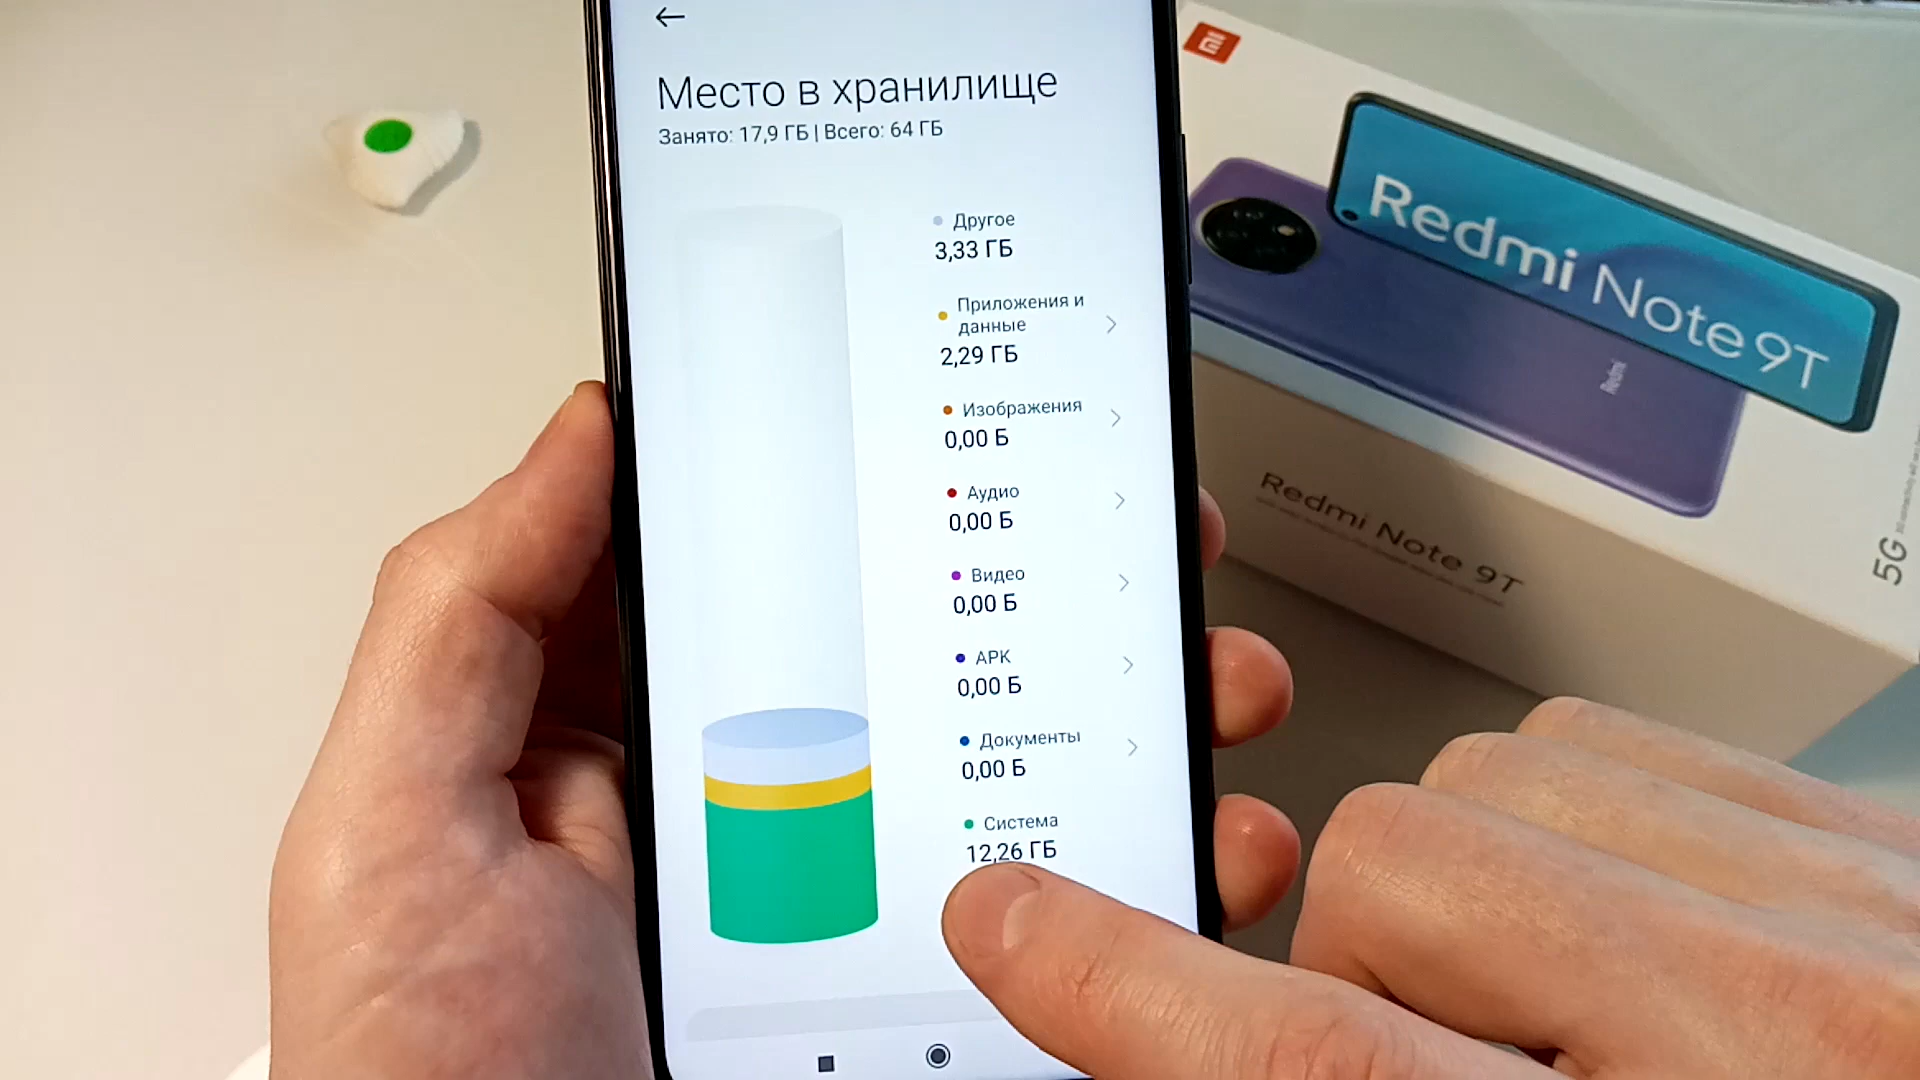 Место в хранилище
Занято: 17,9 ГБ | Всего: 64 ГБ
Другое
3,33 ГБ
Приложения и
данные
2,29 ГБ
Изображения
0,00 Б
Аудио
0,00 Б
Видео
0,00 Б
APK
0,00 Б
Документы
0,00 Б
Система
12,26 ГБ
Redmi Note 9T
Redmi
Redmi Note 9T
5G